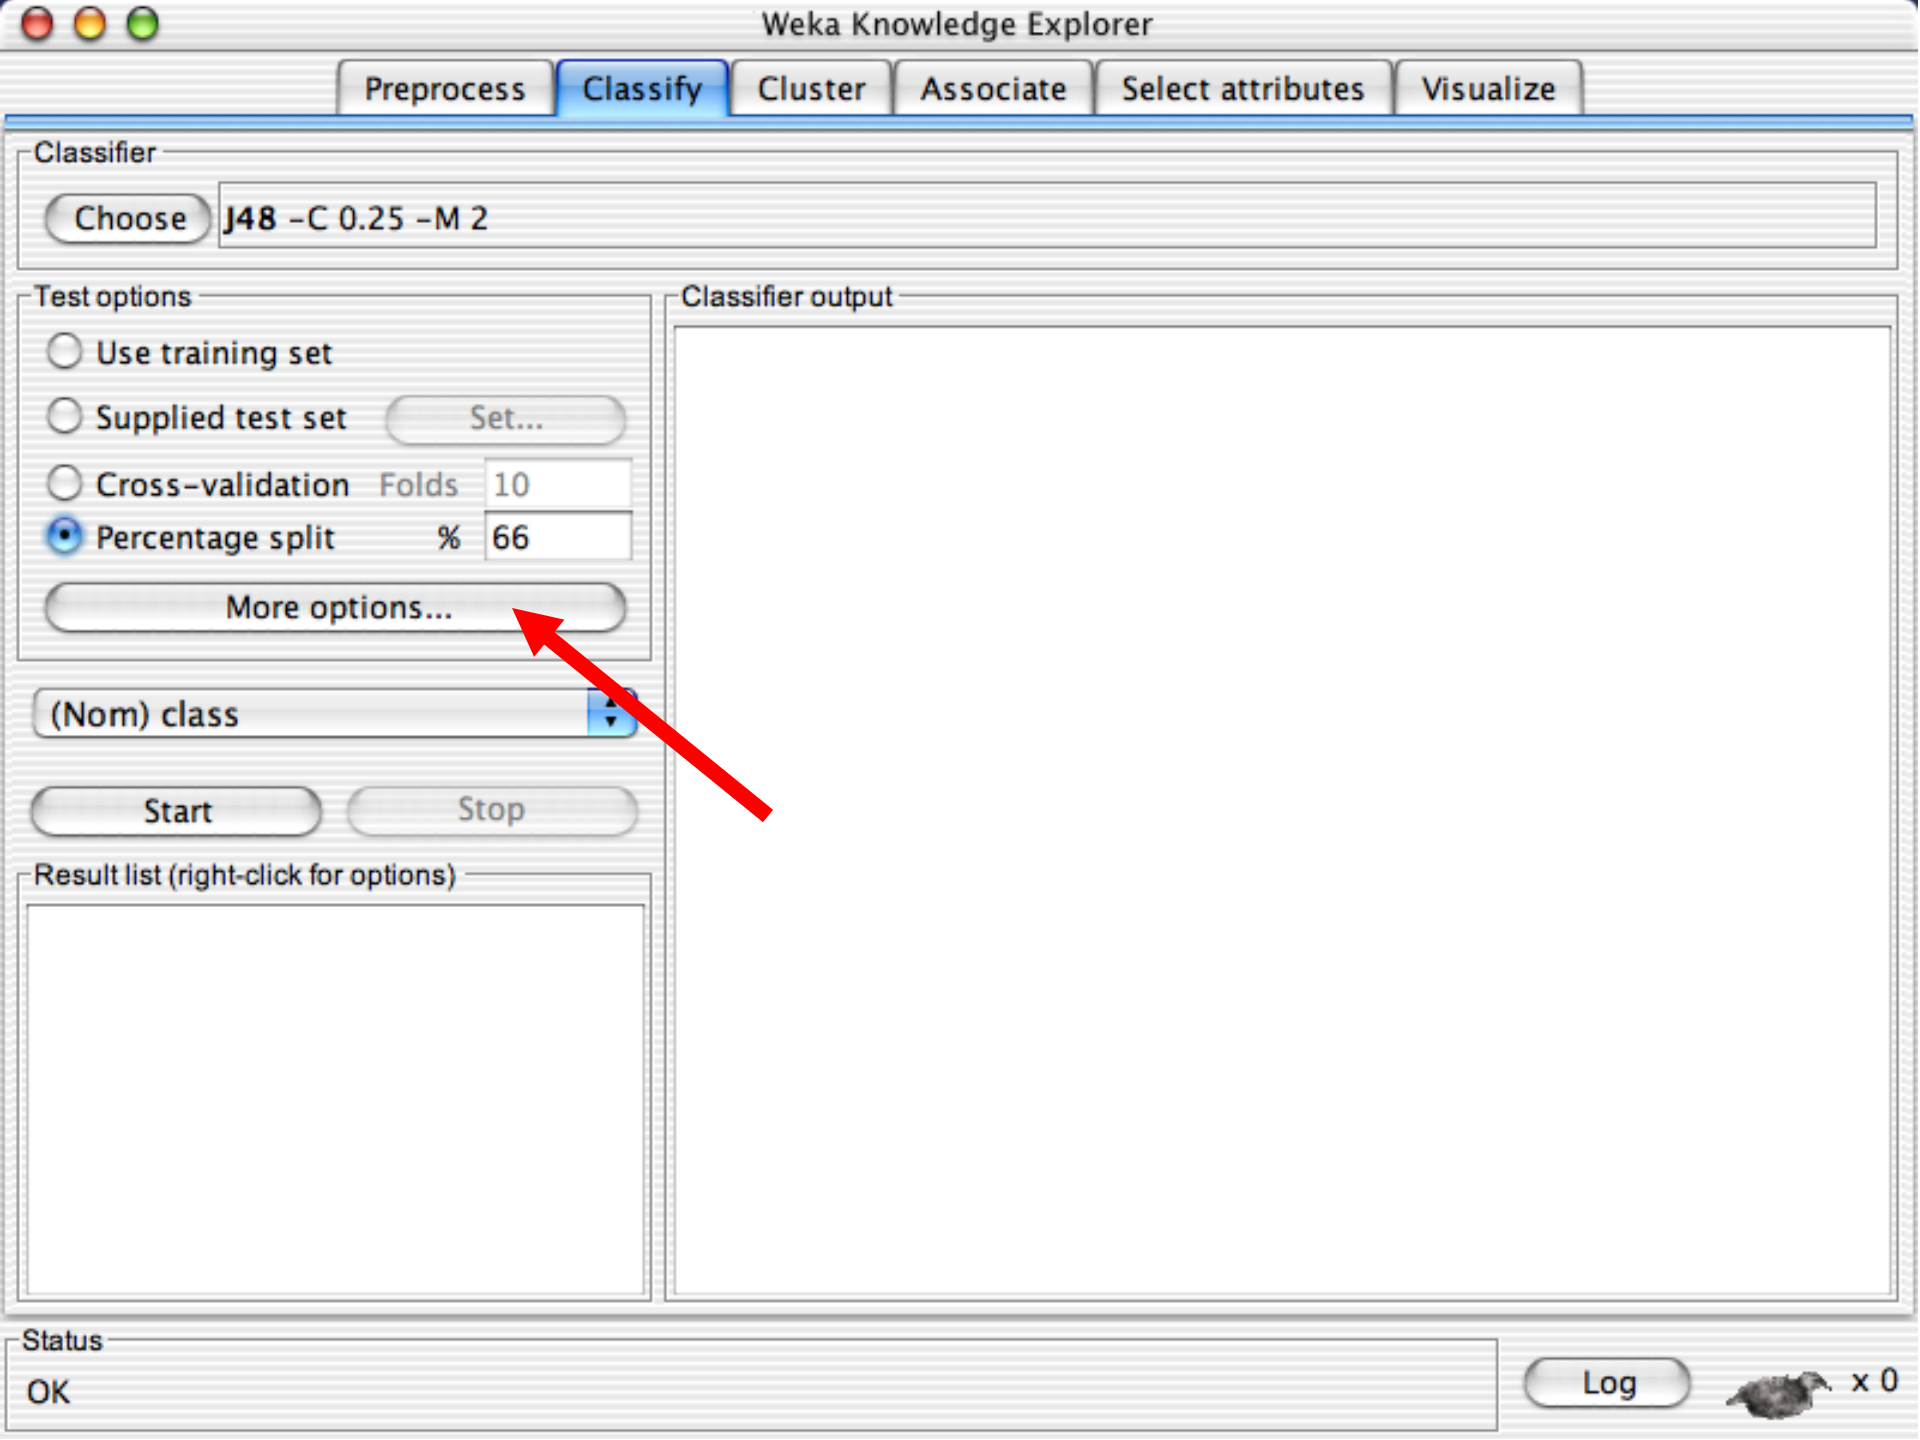 Weka Knowledge Explorer
Preprocess Classify Cluster Associate Select attributes Visualize
Classifier
Choose J48 -C 0.25 -M 2
Test options
Use training set
Supplied test set Set...
Cross-validation Folds 10
Percentage split % 66
More options...
(Nom) class
Start Stop
Result list (right-click for options)
Classifier output
Status
OK
Log x 0